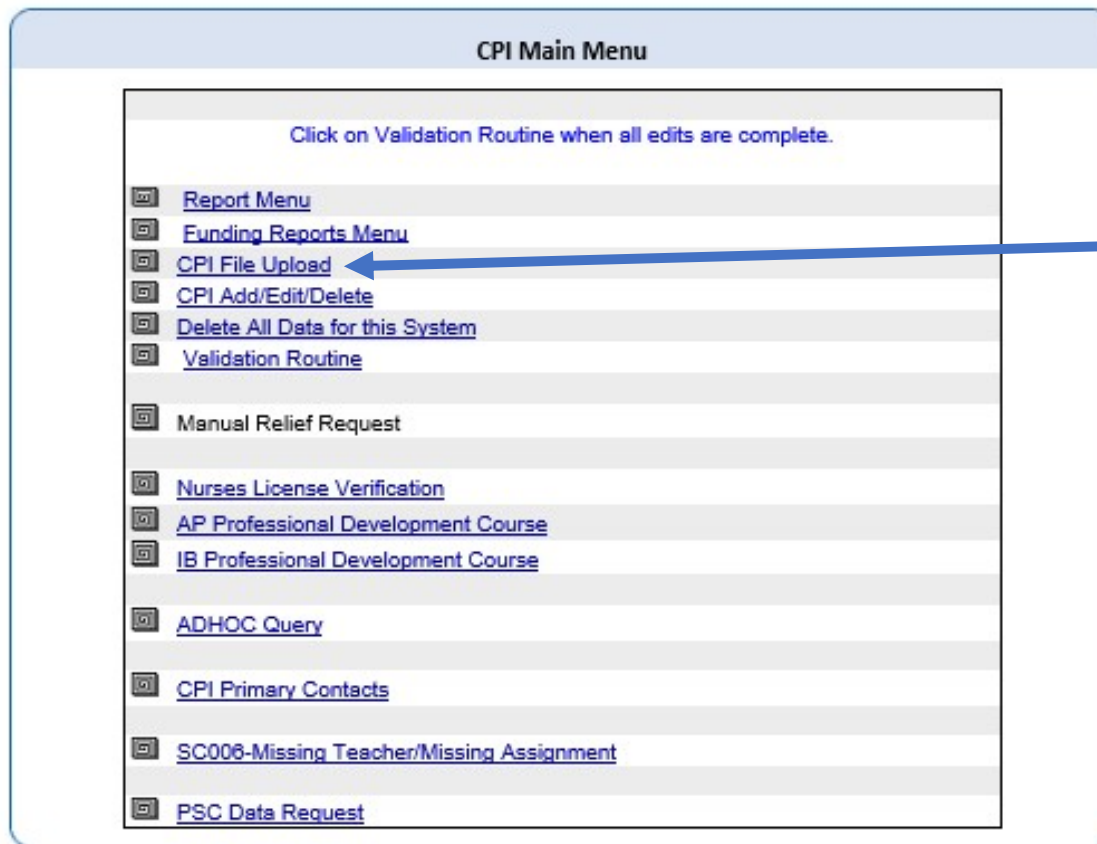 CPI Main Menu
Click on Validation Routine when all edits are complete.
Report Menu
Funding Reports Menu
CPI File Upload
CPI Add/Edit/Delete
Delete All Data for this System
Validation Routine
Manual Relief Request
Nurses License Verification
AP Professional Development Course
IB Professional Development Course
ADHOC Query
CPI Primary Contacts
SC006-Missing Teacher/Missing Assignment
PSC Data Request